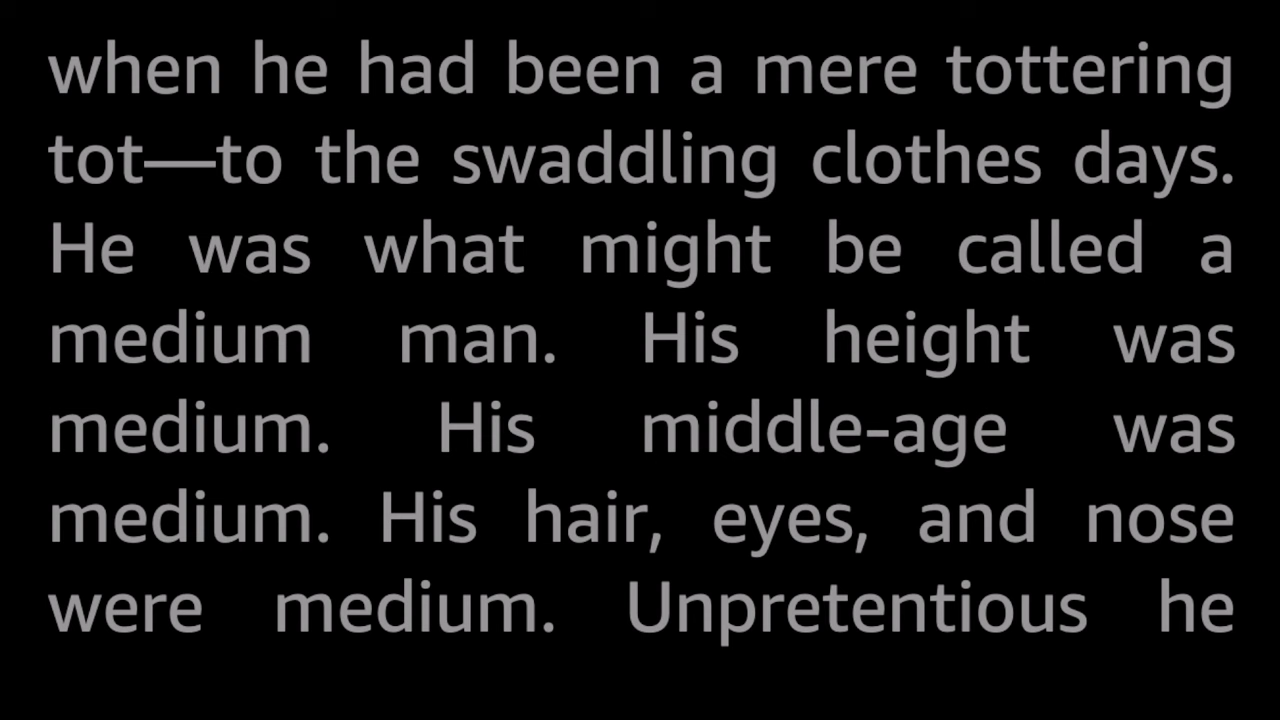 when he had been a mere tottering
tot—to the swaddling clothes days.
He was what might be called a
medium man. His height was
medium. His middle-age was
medium. His hair, eyes, and nose
were medium. Unpretentious he